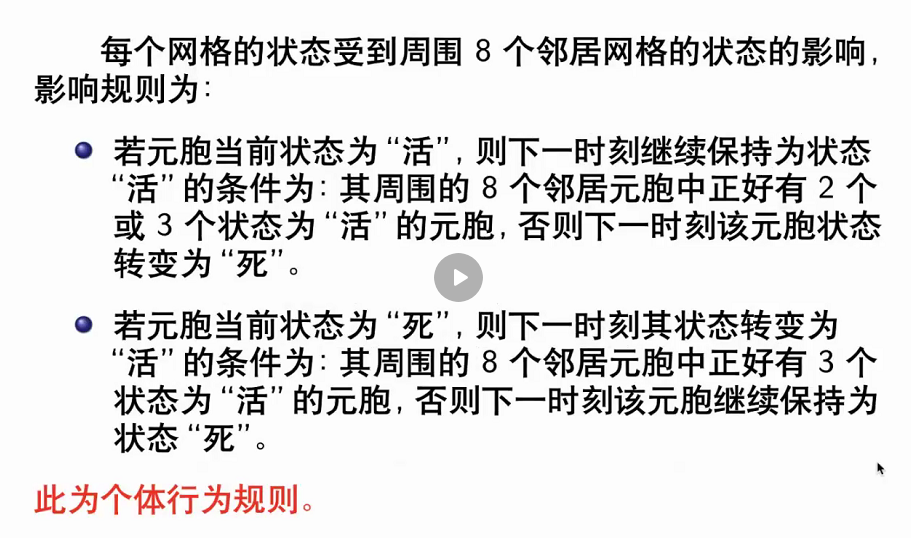 每个网格的状态受到周围 8 个邻居网格的状态的影响,
影响规则为:
若元胞当前状态为 “活”, 则下一时刻继续保持为状态
“活” 的条件为: 其周围的 8 个邻居元胞中正好有 2 个
或 3 个状态为 “活” 的元胞, 否则下一时刻该元胞状态
转变为 “死”。
若元胞当前状态为 “死”, 则下一时刻其状态转变为
“活” 的条件为: 其周围的 8 个邻居元胞中正好有 3 个
状态为 “活” 的元胞, 否则下一时刻该元胞继续保持为
状态 “死”。
此为个体行为规则。